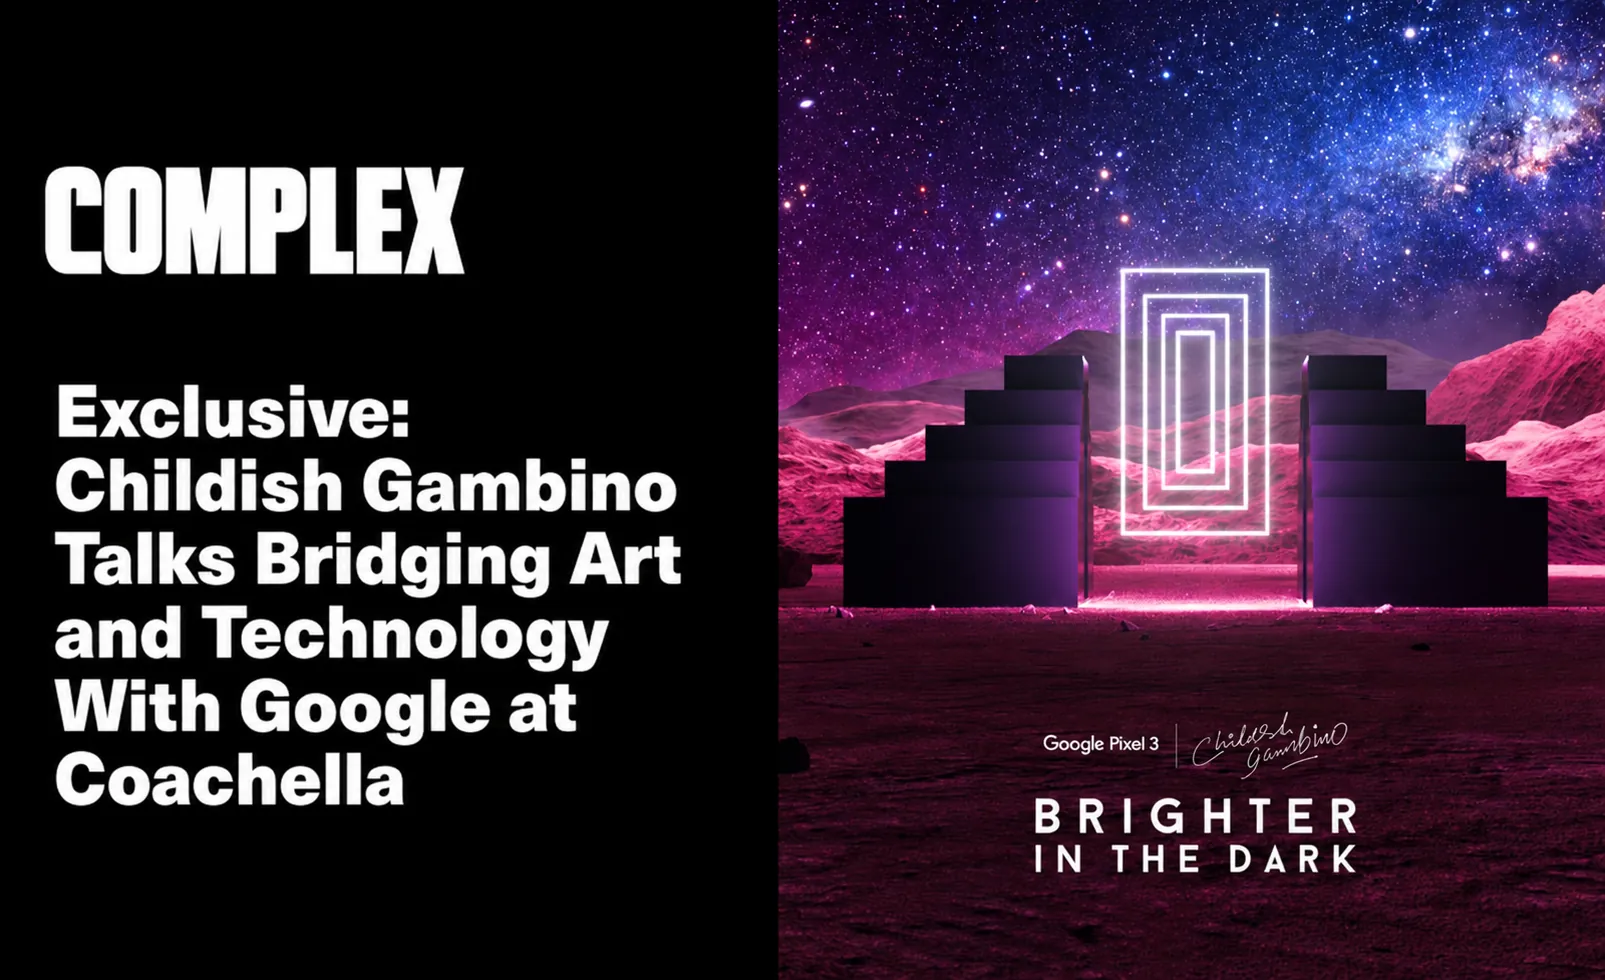 COMPLEX
Exclusive:
Childish Gambino
Talks Bridging Art
and Technology
With Google at
Coachella
Google Pixel 3
Childish
Gambino
BRIGHTER
IN THE DARK